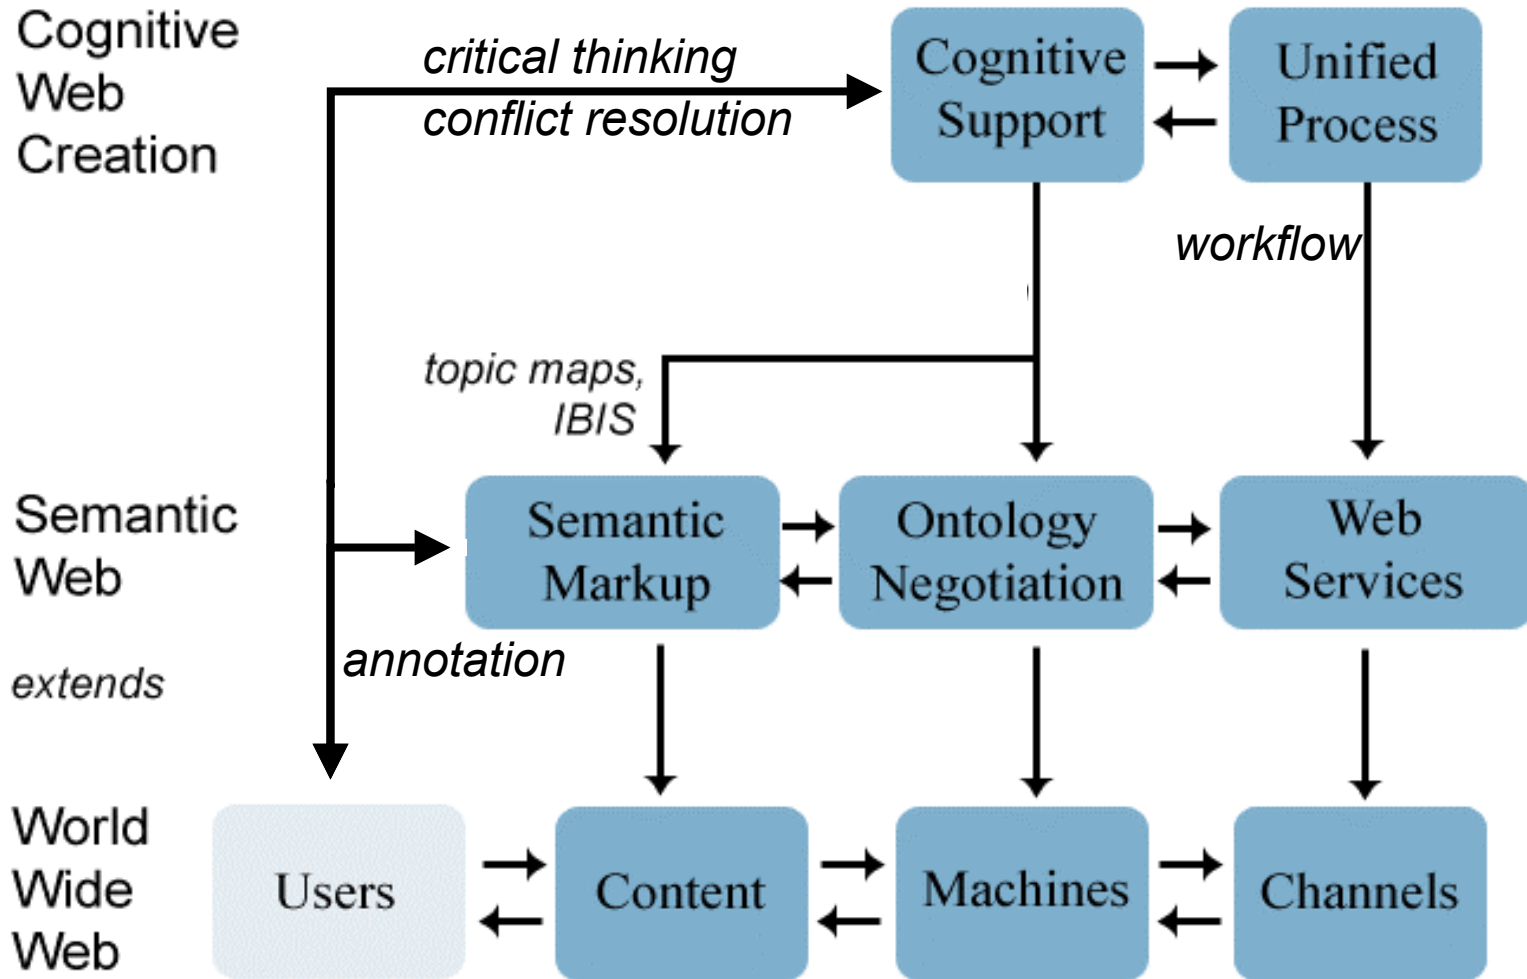 Cognitive
Web
Creation
critical thinking
conflict resolution
Cognitive
Support
Unified
Process
workflow
topic maps,
IBIS
Semantic
Web
Semantic
Markup
Ontology
Negotiation
Web
Services
annotation
extends
World
Wide
Web
Users
Content
Machines
Channels